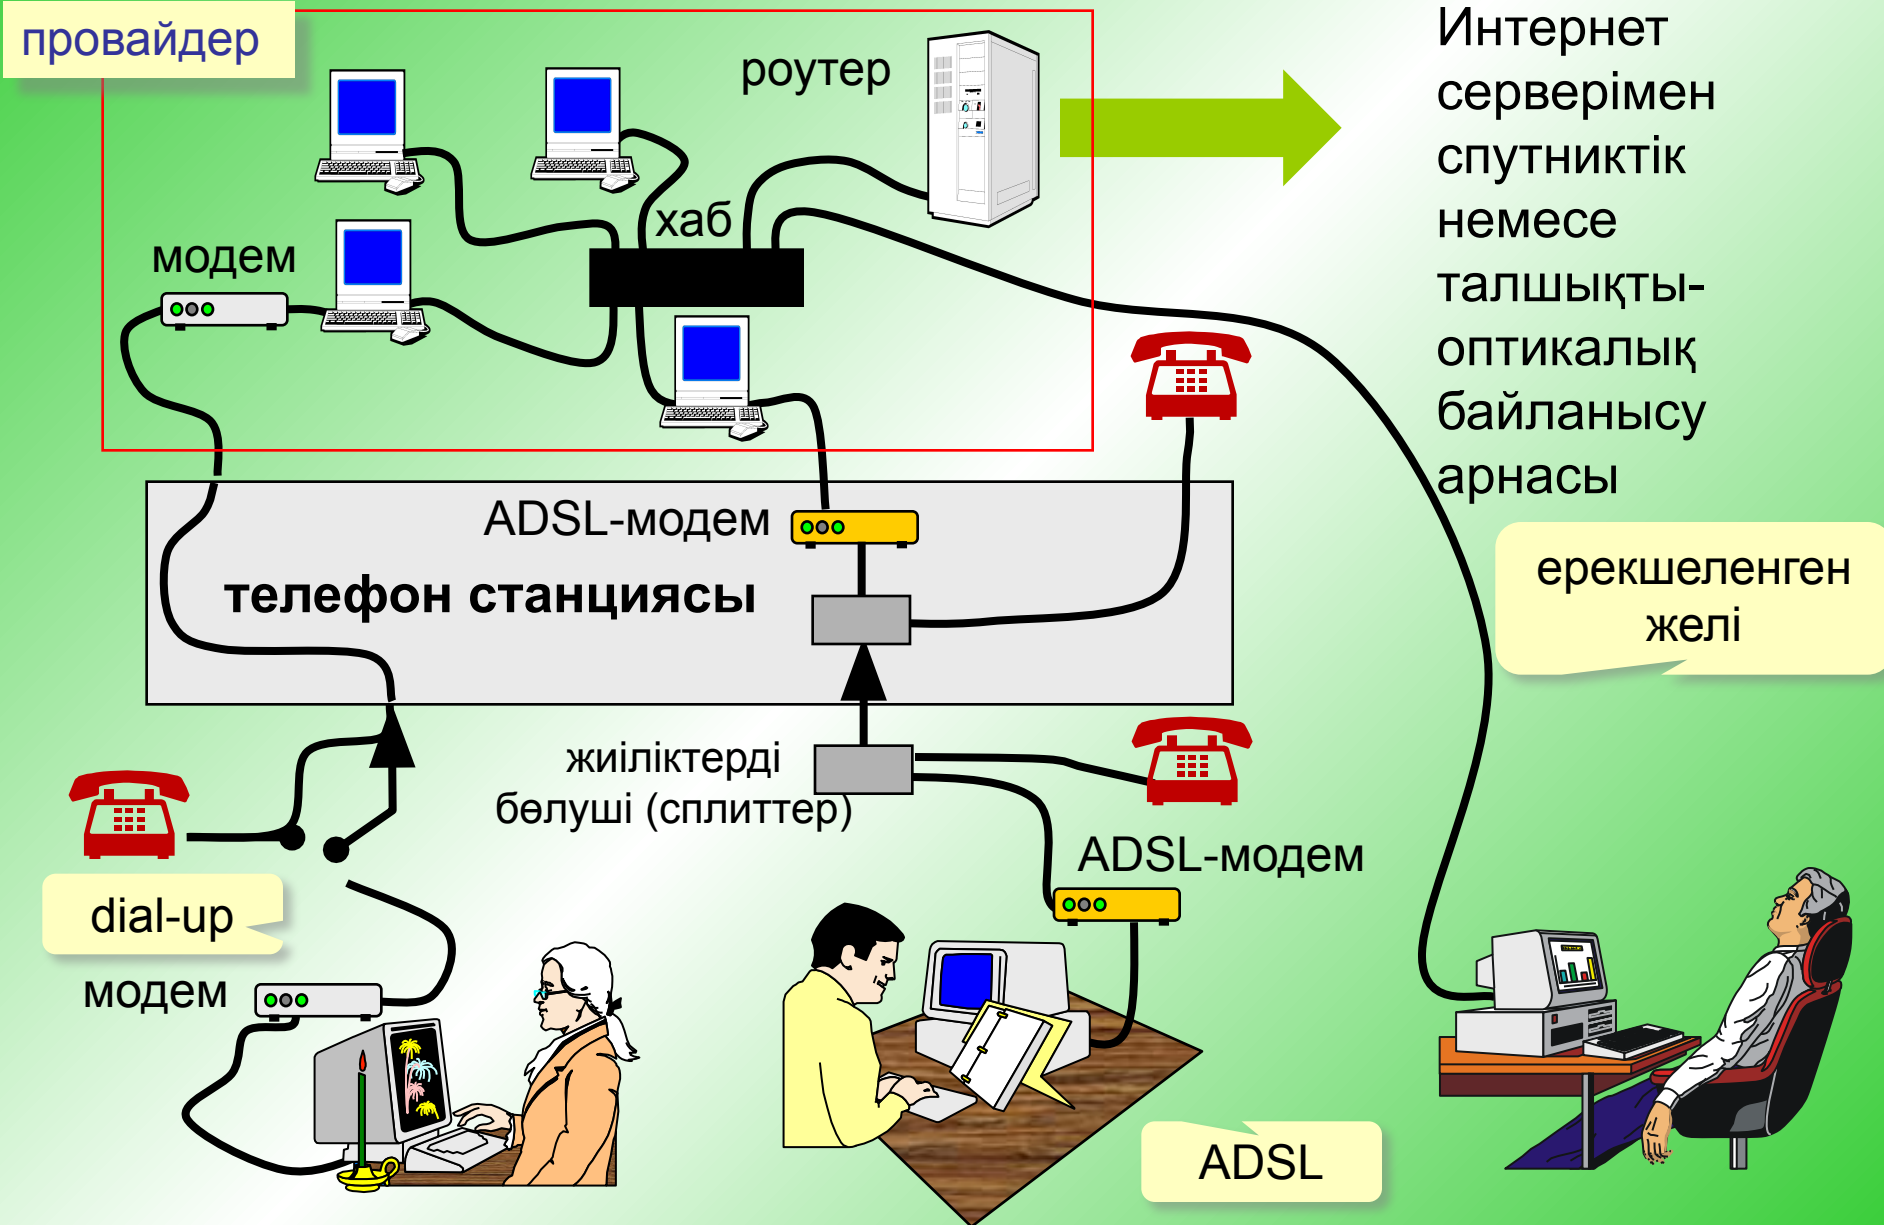 провайдер
роутер
хаб
модем
Интернет
серверімен
спутниктік
немесе
талшықты-
оптикалық
байланысу
арнасы
ADSL-модем
телефон станциясы
ерекшеленген
желі
жиіліктерді
бөлуші (сплиттер)
ADSL-модем
dial-up
модем
ADSL